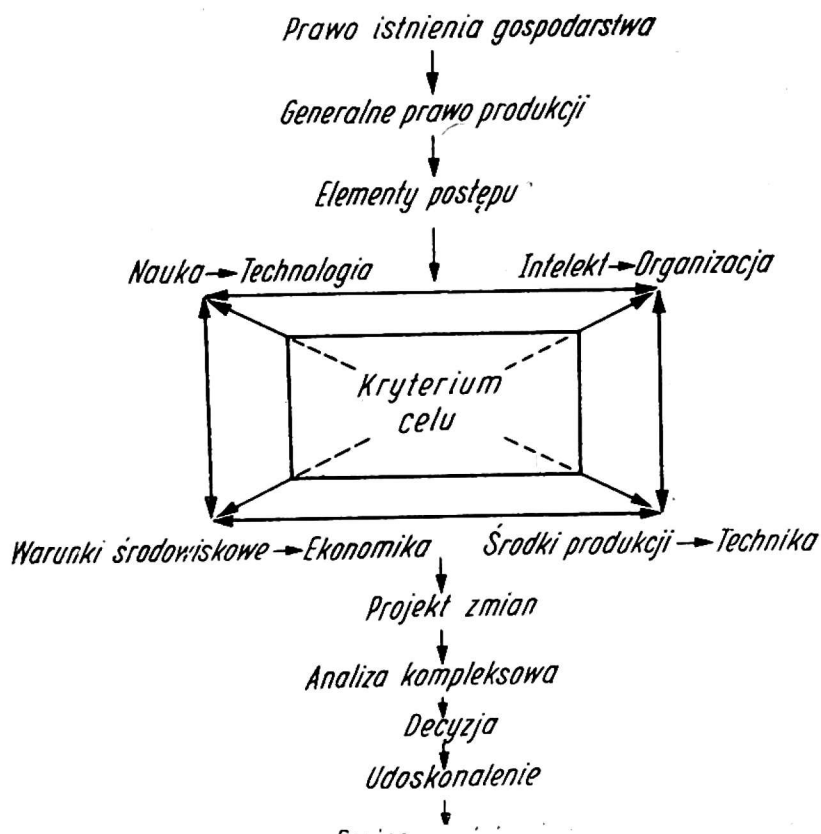 Prawo istnienia gospodarstwa
Generalne prawo produkcji
Elementy postępu
Nauka → Technologia Intelekt → Organizacja
Kryterium
celu
Warunki środowiskowe → Ekonomika Środki produkcji → Technika
Projekt zmian
Analiza kompleksowa
Decyzja
Udoskonalenie